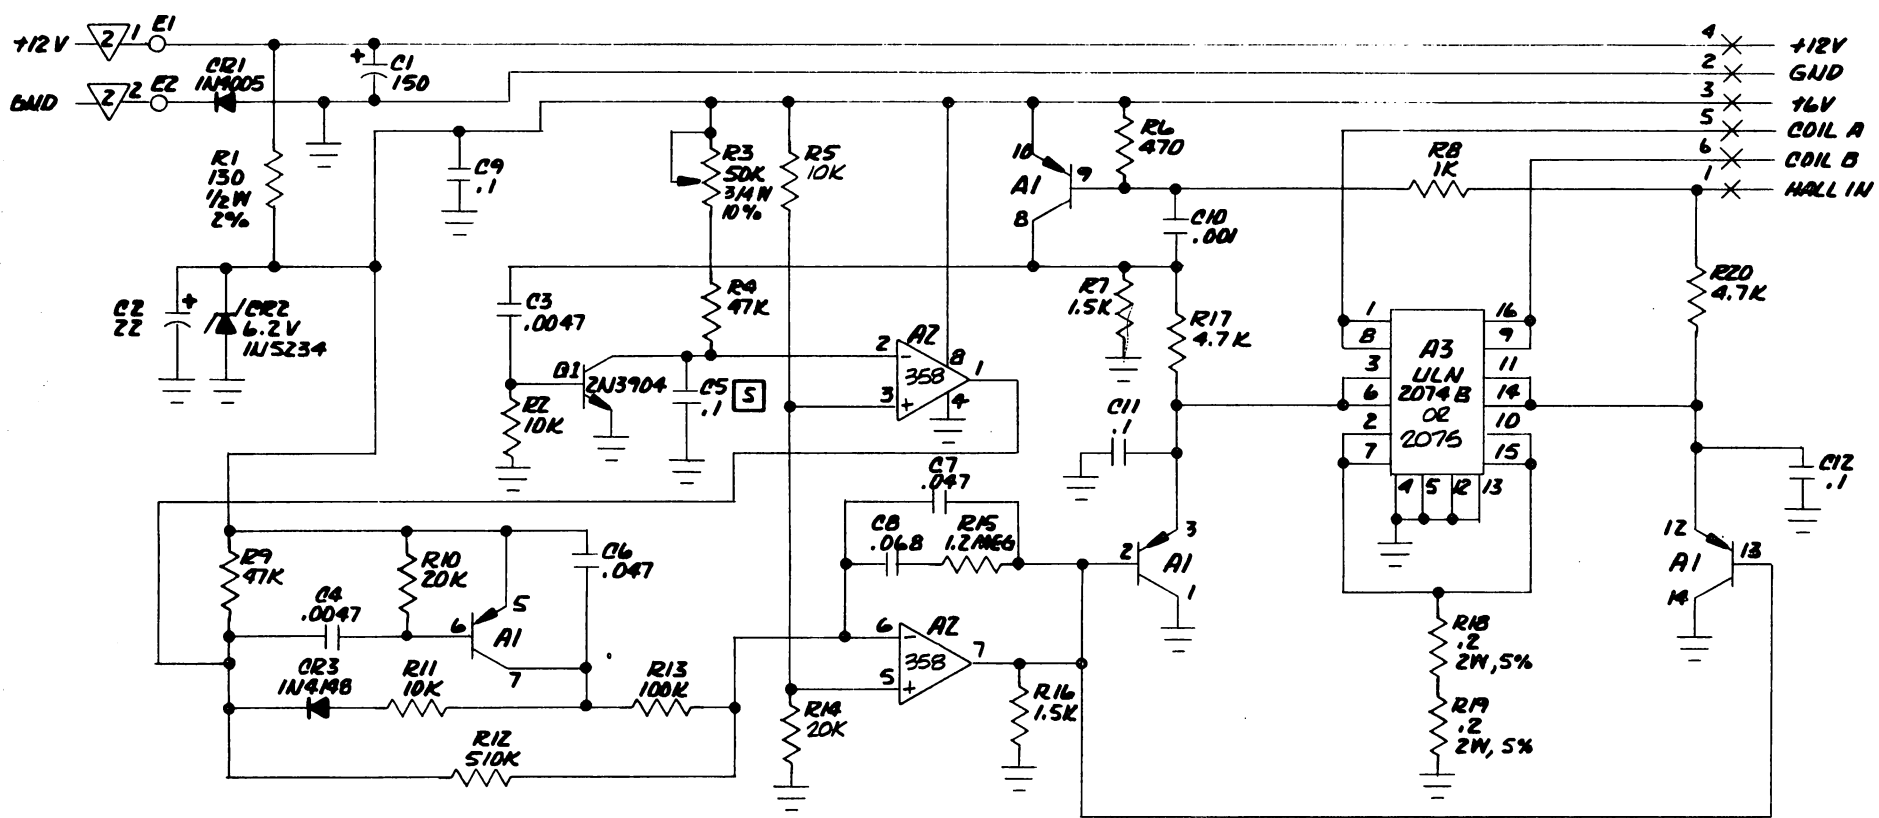 +12V 2 1 E1
GND 2 2 E2
CR1
1N4005
+ C1
150
4 +12V
2 GND
3 +6V
5 COIL A
6 COIL B
1 HALL IN
R1
130
1/2W
2%
C9
.1
R3
50K
3/4W
10%
R5
10K
10
A1 9
8
R6
470
R8
1K
C10
.001
C2
22
+
CR2
6.2V
1N5234
C3
.0047
R4
47K
R7
1.5K
R17
4.7K
R20
4.7K
Q1 2N3904
R2
10K
C5
.1
5
A2
358
2 -
3 +
8
1
4
1
8
3
6
2
7
A3
ULN
2074B
OR
2075
16
9
11
14
10
15
4 5 12 13
C11
.1
C12
.1
R9
47K
C4
.0047
R10
20K
5
6 A1
7
C6
.047
C7
.047
C8
.068
R15
1.2MEG
3
2 A1
1
12
A1 13
14
CR3
1N4148
R11
10K
R13
100K
R12
510K
A2
358
6 -
5 +
7
R14
20K
R16
1.5K
R18
.2
2W, 5%
R19
.2
2W, 5%